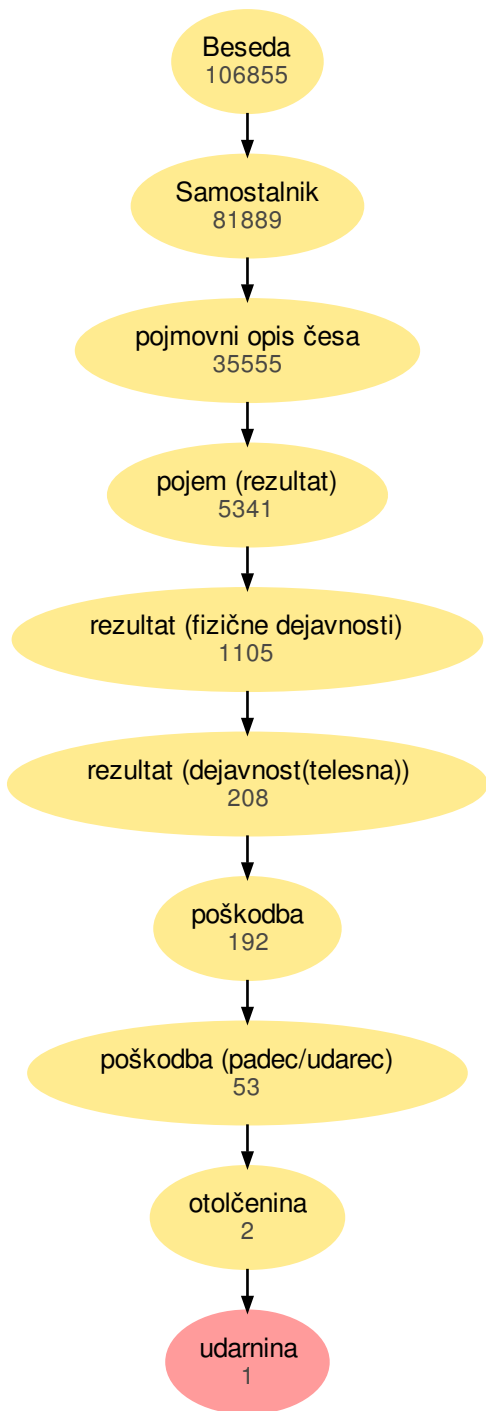 Beseda
106855
Samostalnik
81889
pojmovni opis česa
35555
pojem (rezultat)
5341
rezultat (fizične dejavnosti)
1105
rezultat (dejavnost(telesna))
208
poškodba
192
poškodba (padec/udarec)
53
otolčenina
2
udarnina
1